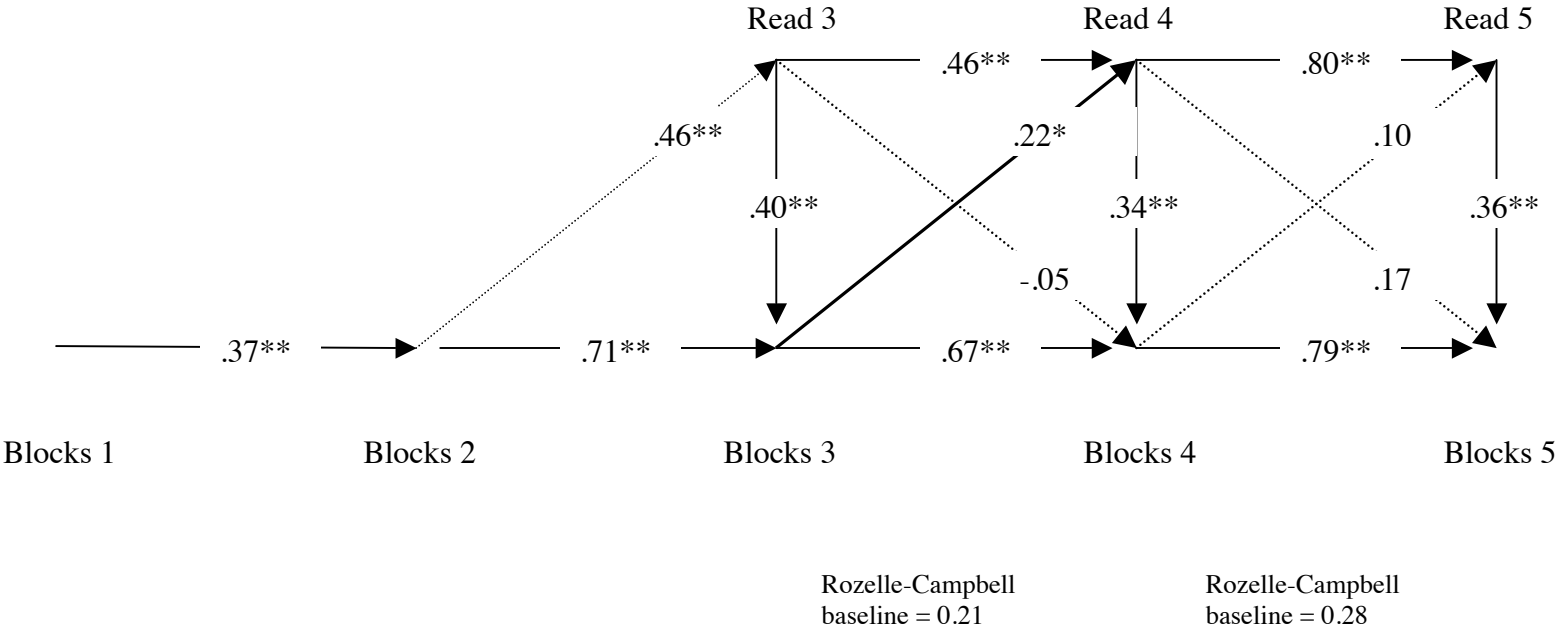 Read 3 Read 4 Read 5
.46** .80**
.46** .22* .10
.40** .34** .36**
-.05 .17
.37** .71** .67** .79**
Blocks 1 Blocks 2 Blocks 3 Blocks 4 Blocks 5
Rozelle-Campbell Rozelle-Campbell
baseline = 0.21 baseline = 0.28